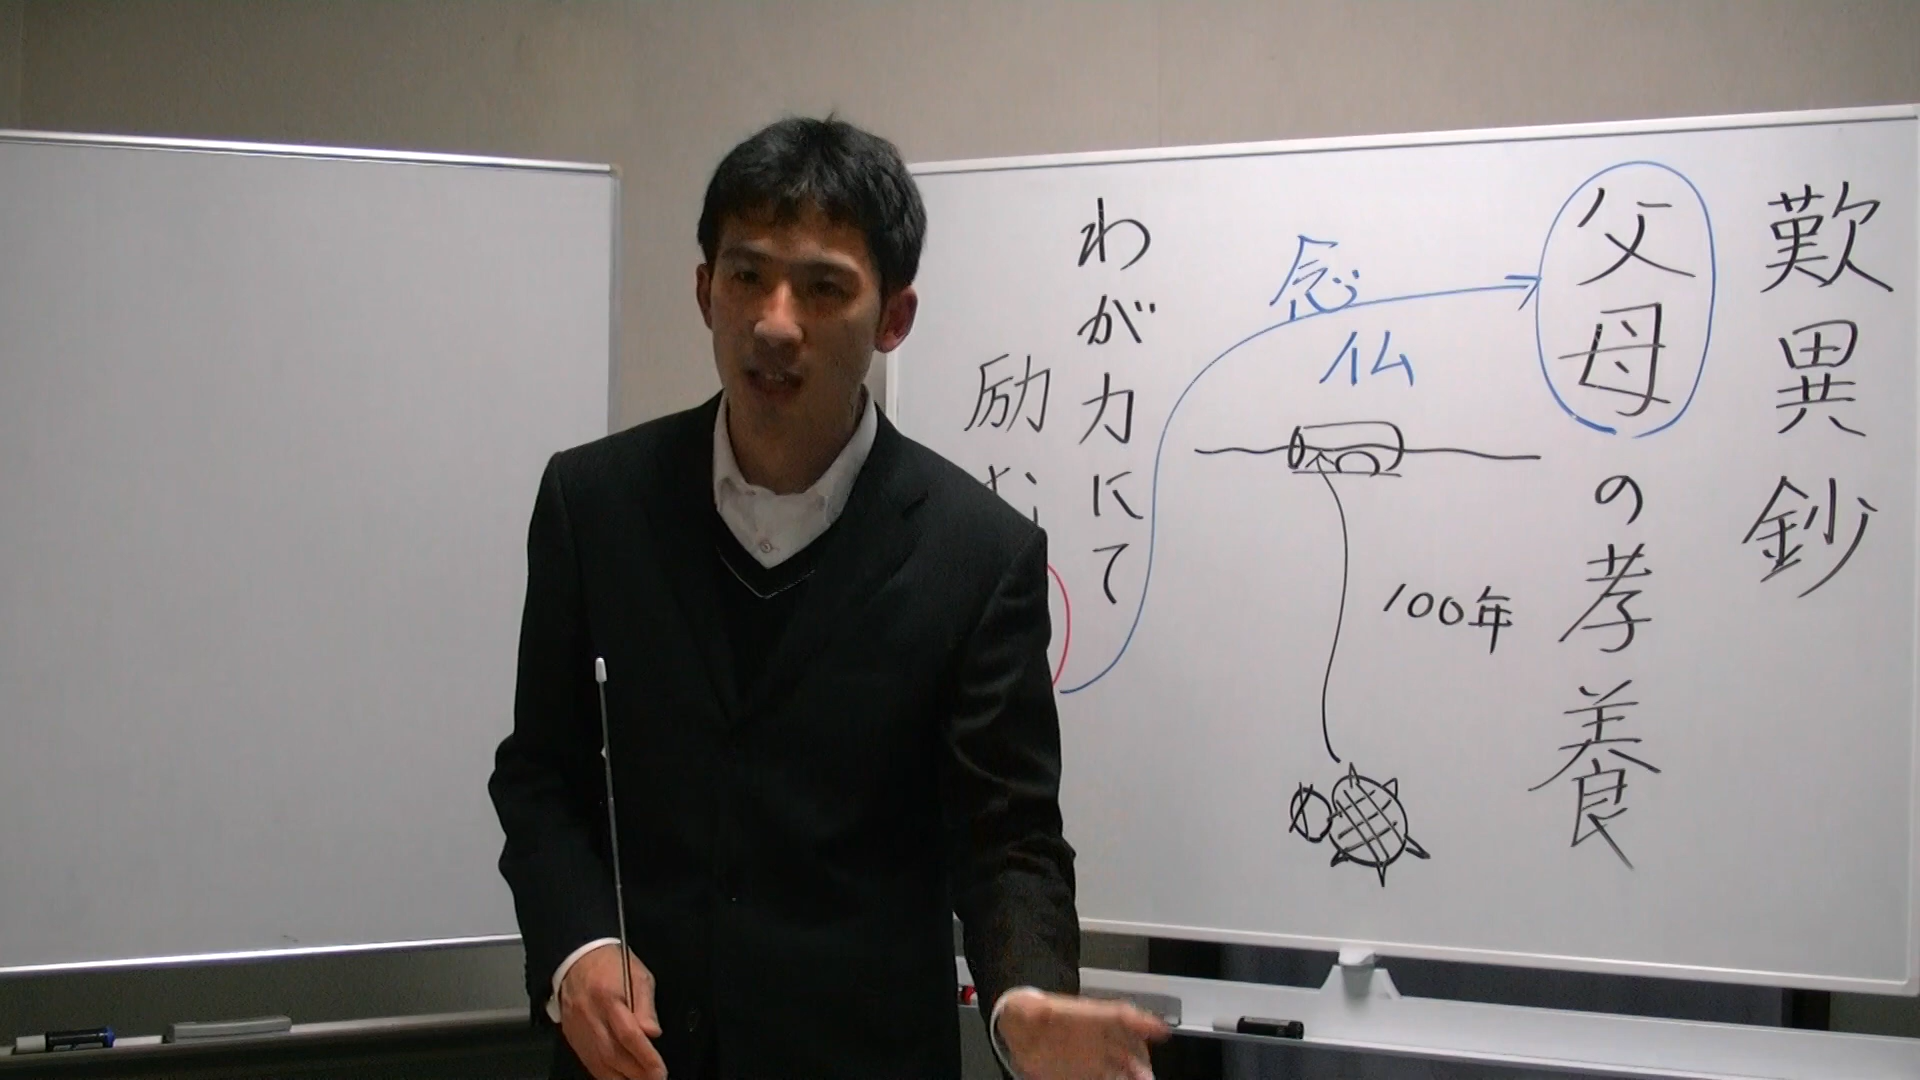 歎異鈔
父母の孝養
念仏
100年
わが力にて
励む